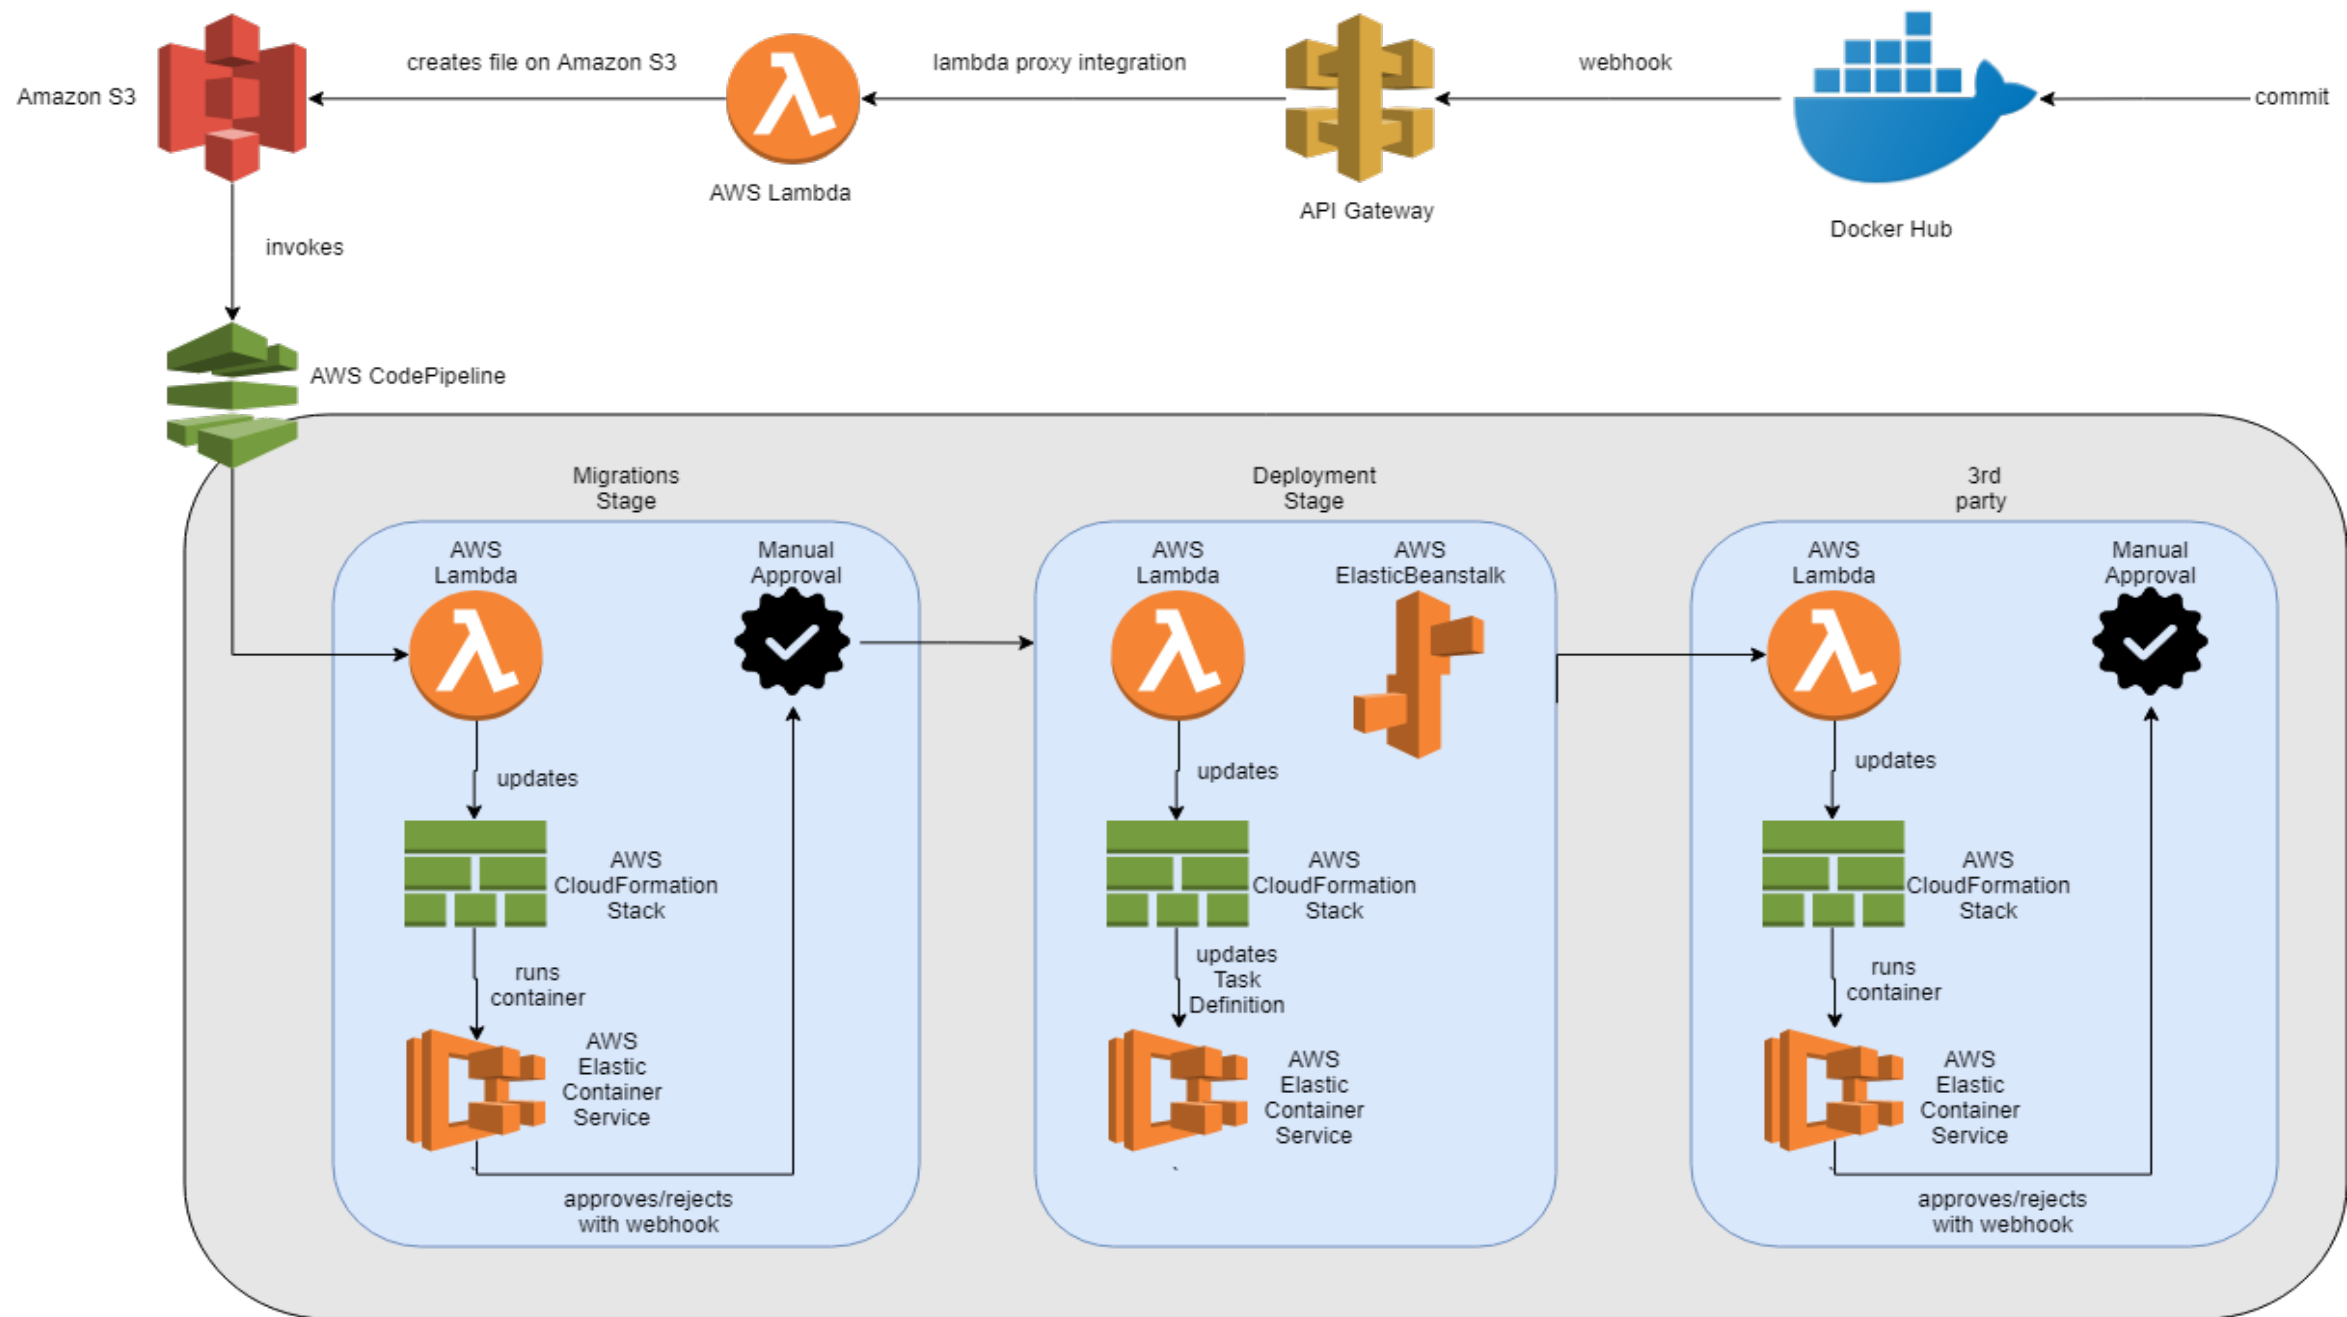 creates file on Amazon S3
lambda proxy integration
webhook
Amazon S3
commit
AWS Lambda
API Gateway
Docker Hub
invokes
AWS CodePipeline
Migrations
Stage
Deployment
Stage
3rd
party
AWS
Lambda
Manual
Approval
AWS
Lambda
AWS
ElasticBeanstalk
AWS
Lambda
Manual
Approval
updates
updates
updates
AWS
CloudFormation
Stack
AWS
CloudFormation
Stack
AWS
CloudFormation
Stack
runs
container
updates
Task
Definition
runs
container
AWS
Elastic
Container
Service
AWS
Elastic
Container
Service
AWS
Elastic
Container
Service
approves/rejects
with webhook
approves/rejects
with webhook